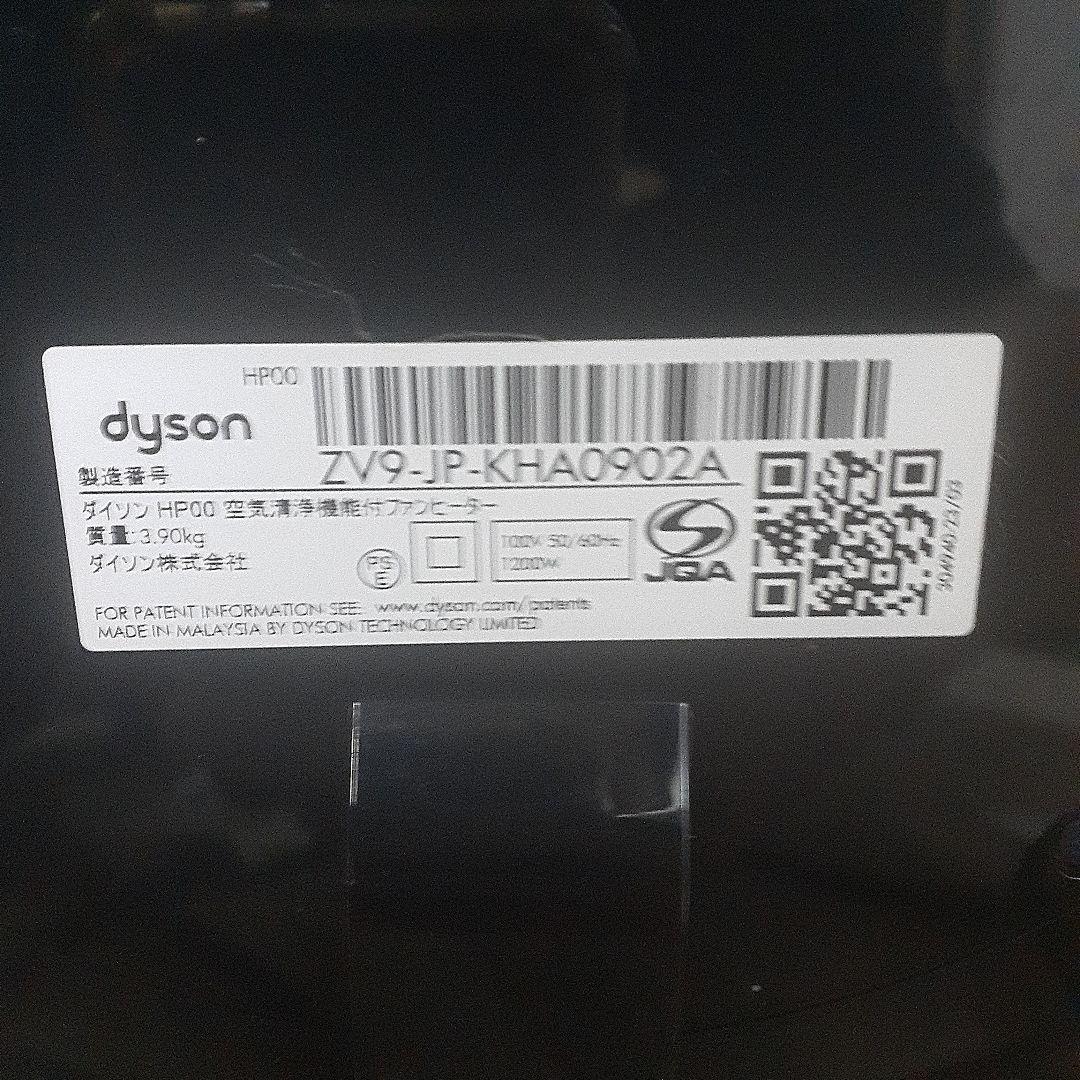 HP00
dyson
製造番号 ZV9-JP-KHA0902A
ダイソン HP00 空気清浄機能付ファンヒーター
質量:3.90kg
ダイソン株式会社
PS
E
100V 50/60Hz
1200W
JQA
FOR PATENT INFORMATION SEE: www.dyson.com/patents
MADE IN MALAYSIA BY DYSON TECHNOLOGY LIMITED